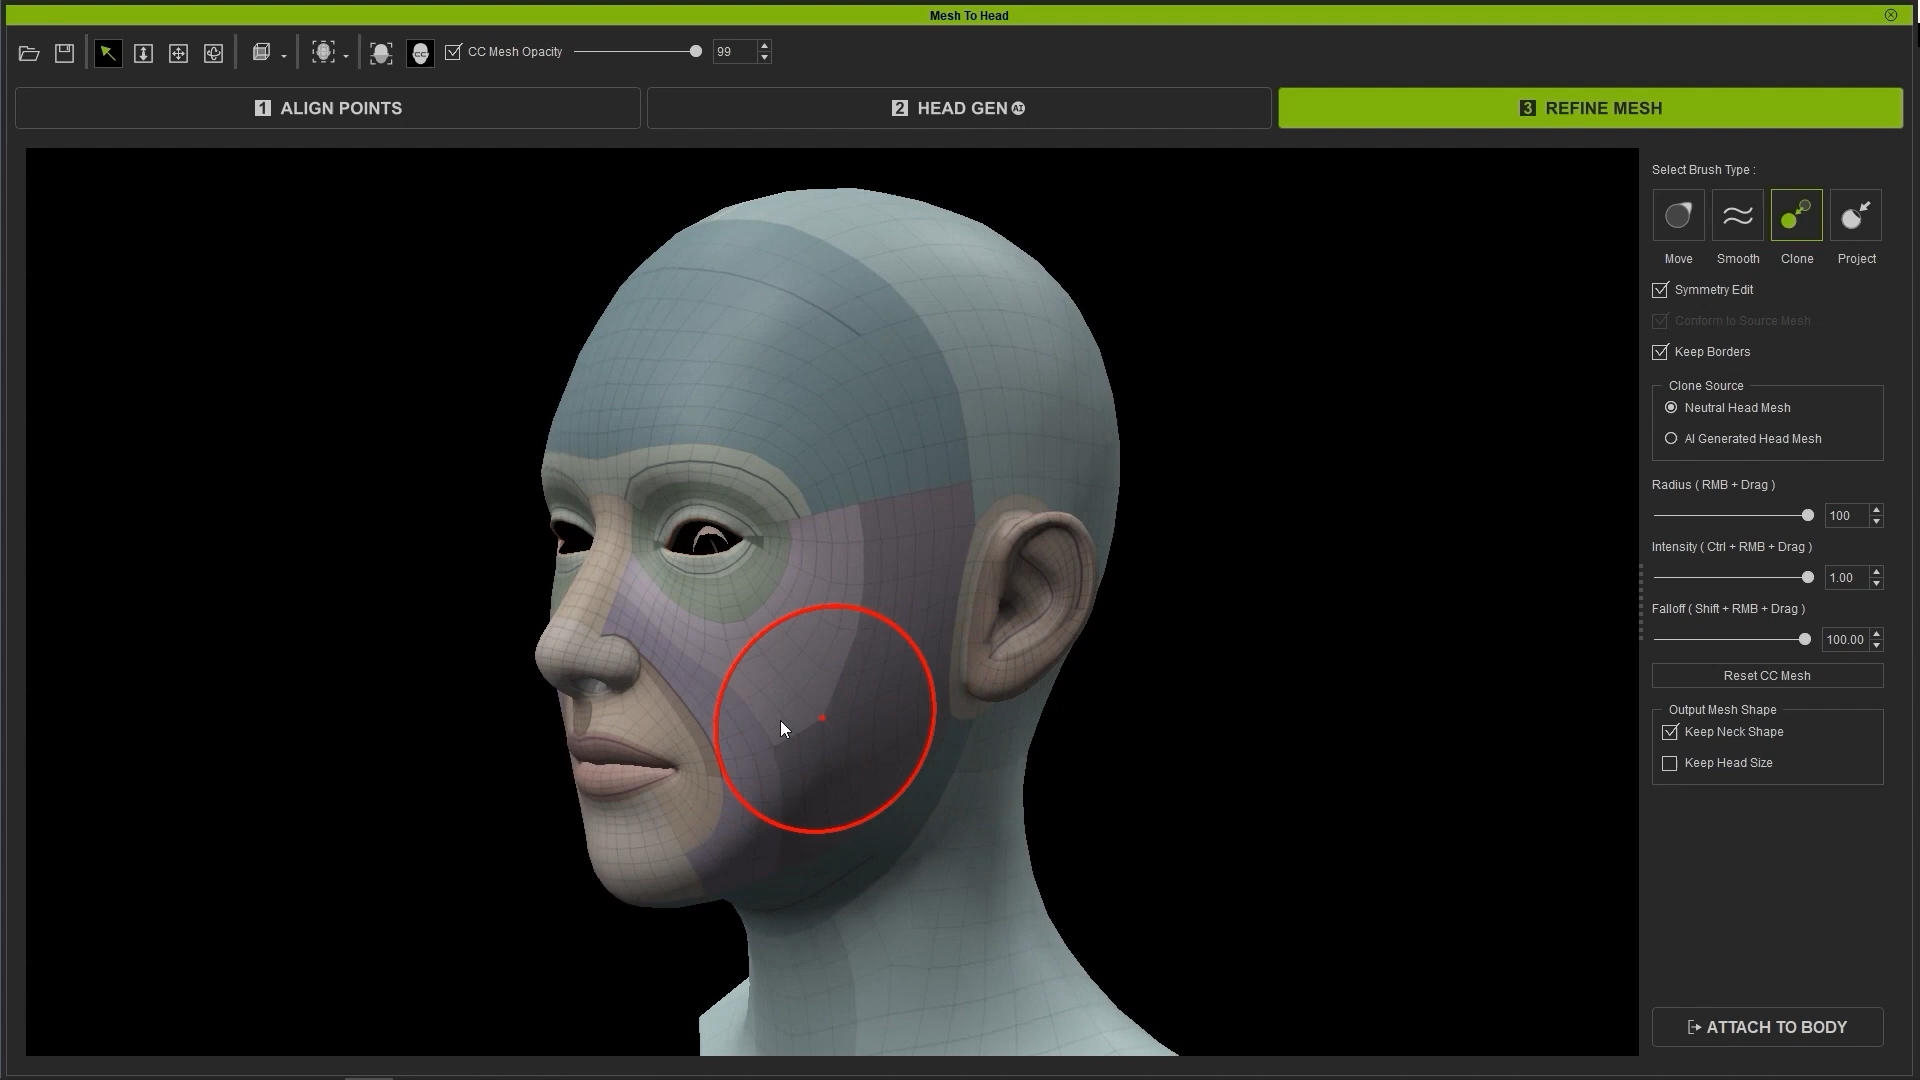 Mesh To Head
CC Mesh Opacity
99
1 ALIGN POINTS
2 HEAD GEN AI
3 REFINE MESH
Select Brush Type :
Move
Smooth
Clone
Project
Symmetry Edit
Conform to Source Mesh
Keep Borders
Clone Source
Neutral Head Mesh
AI Generated Head Mesh
Radius ( RMB + Drag )
100
Intensity ( Ctrl + RMB + Drag )
1.00
Falloff ( Shift + RMB + Drag )
100.00
Reset CC Mesh
Output Mesh Shape
Keep Neck Shape
Keep Head Size
ATTACH TO BODY